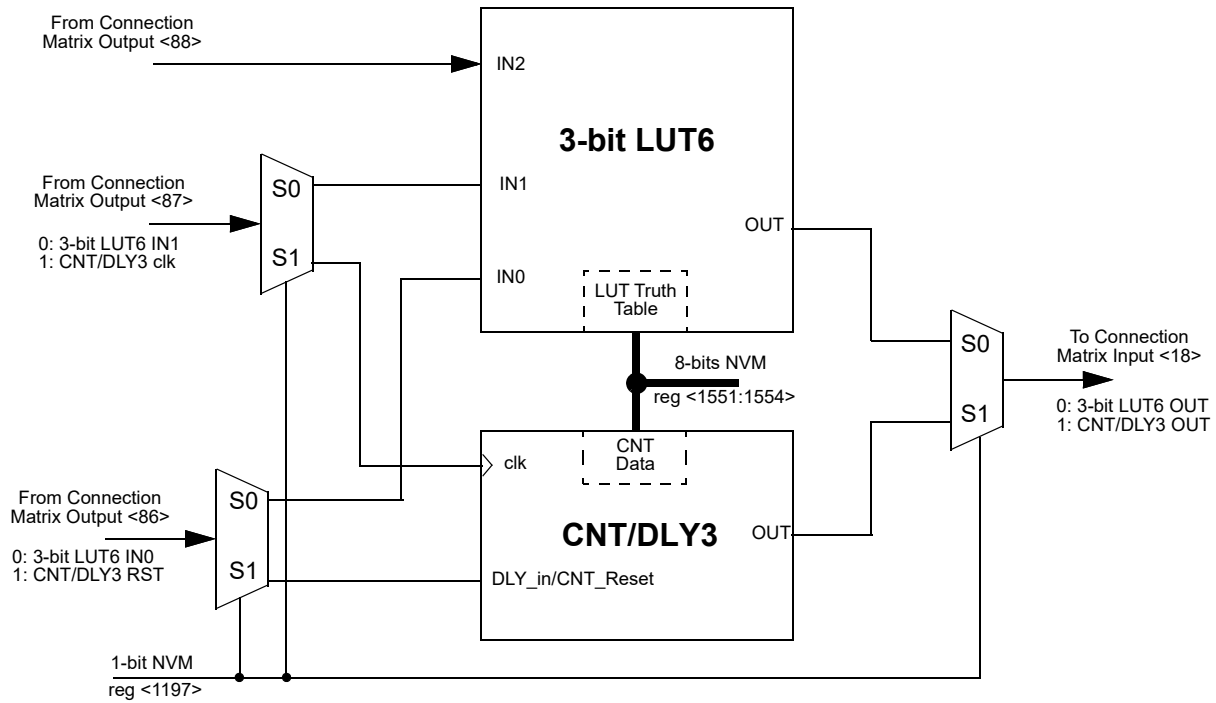 From Connection
Matrix Output <88>
IN2
3-bit LUT6
From Connection
Matrix Output <87>
S0
IN1
0: 3-bit LUT6 IN1
1: CNT/DLY3 clk
S1
OUT
IN0
LUT Truth
Table
8-bits NVM
reg <1551:1554>
S0
To Connection
Matrix Input <18>
S1
0: 3-bit LUT6 OUT
1: CNT/DLY3 OUT
CNT
Data
clk
From Connection
Matrix Output <86>
S0
CNT/DLY3
OUT
0: 3-bit LUT6 IN0
1: CNT/DLY3 RST
S1
DLY_in/CNT_Reset
1-bit NVM
reg <1197>